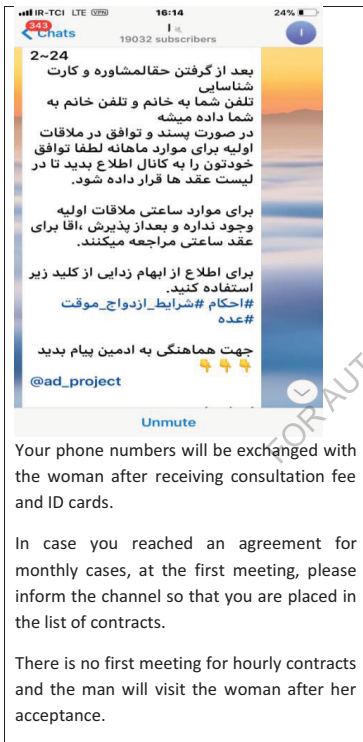 IR-TCI LTE VPN 16:14 24%
343
Chats
19032 subscribers
I
2~24
بعد از گرفتن حقالمشاوره و کارت
شناسایی
تلفن شما به خانم و تلفن خانم به
شما داده میشه
در صورت پسند و توافق در ملاقات
اولیه برای موارد ماهانه لطفا توافق
خودتون را به کانال اطلاع بدید تا در
لیست عقد ها قرار داده شود.
برای موارد ساعتی ملاقات اولیه
وجود نداره و بعداز پذیرش ،اقا برای
عقد ساعتی مراجعه میکنند.
برای اطلاع از ابهام زدایی از کلید زیر
استفاده کنید.
#احکام #شرایط_ازدواج_موقت
#عده
جهت هماهنگی به ادمین پیام بدید
👇👇👇
@ad_project
Unmute
FOR AUT
Your phone numbers will be exchanged with
the woman after receiving consultation fee
and ID cards.
In case you reached an agreement for
monthly cases, at the first meeting, please
inform the channel so that you are placed in
the list of contracts.
There is no first meeting for hourly contracts
and the man will visit the woman after her
acceptance.